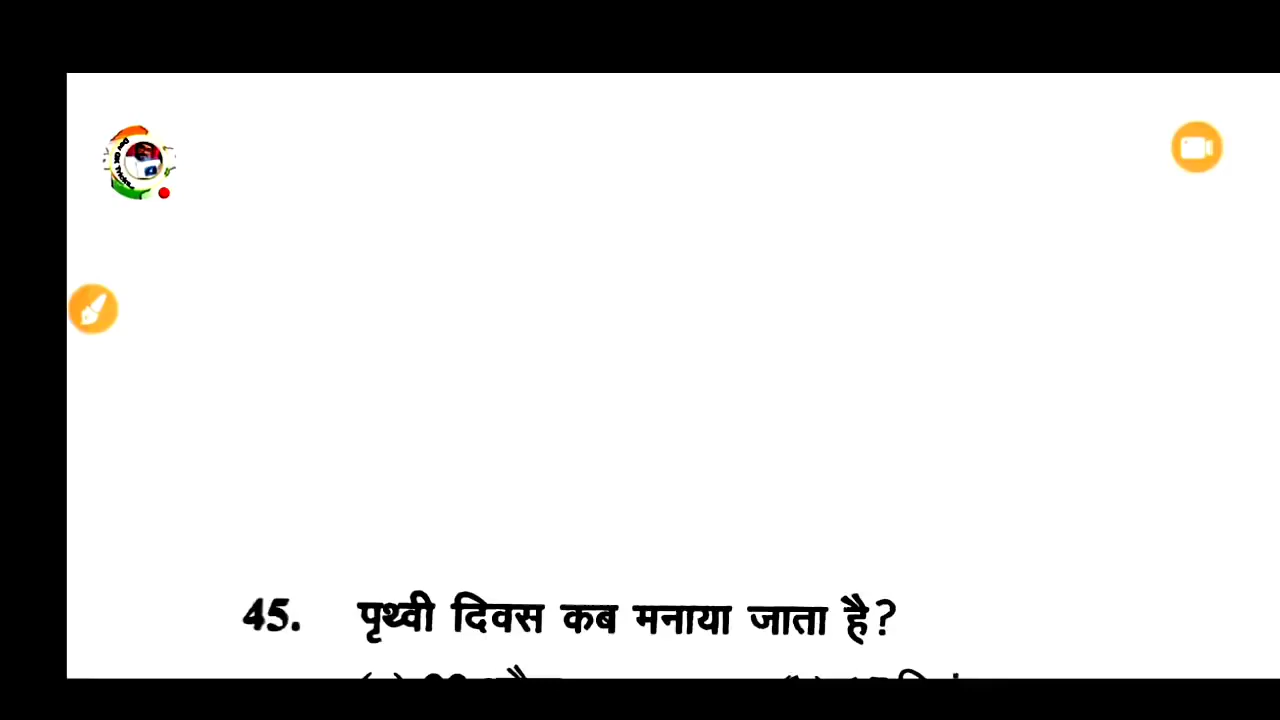 45. पृथ्वी दिवस कब मनाया जाता है?